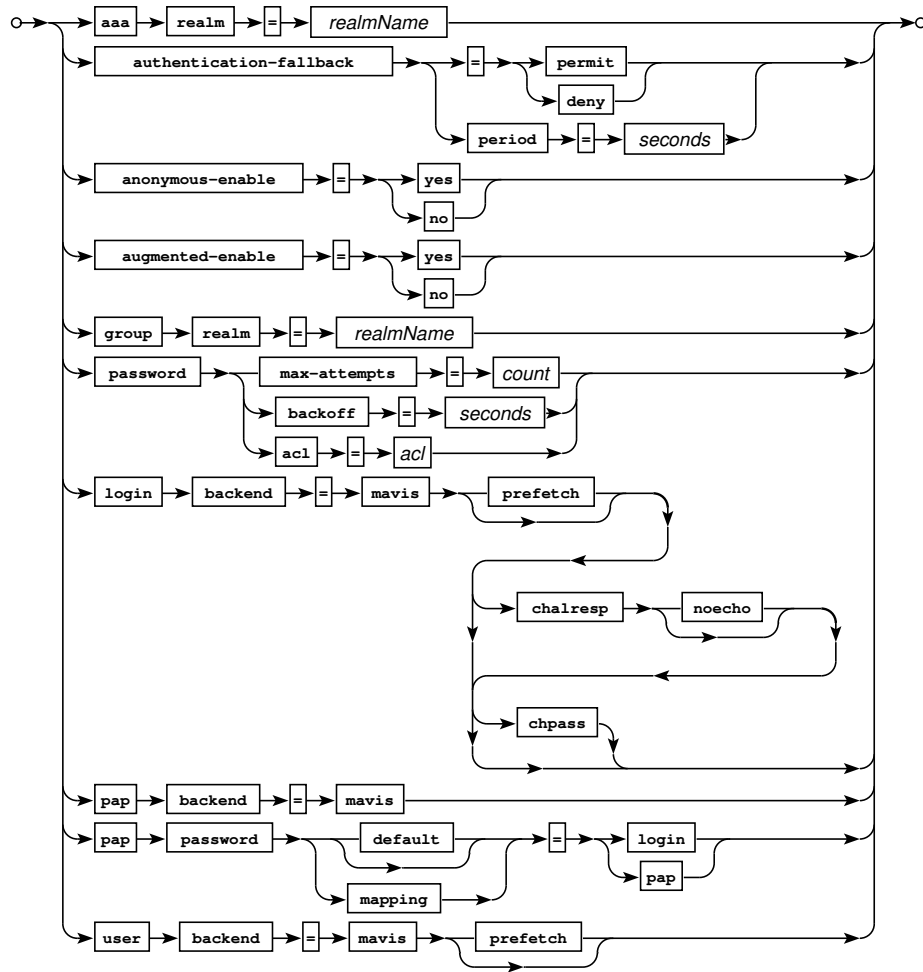 aaa realm = realmName
authentication-fallback = permit
deny
period = seconds
anonymous-enable = yes
no
augmented-enable = yes
no
group realm = realmName
password max-attempts = count
backoff = seconds
acl = acl
login backend = mavis prefetch
chalresp noecho
chpass
pap backend = mavis
pap password default = login
mapping pap
user backend = mavis prefetch